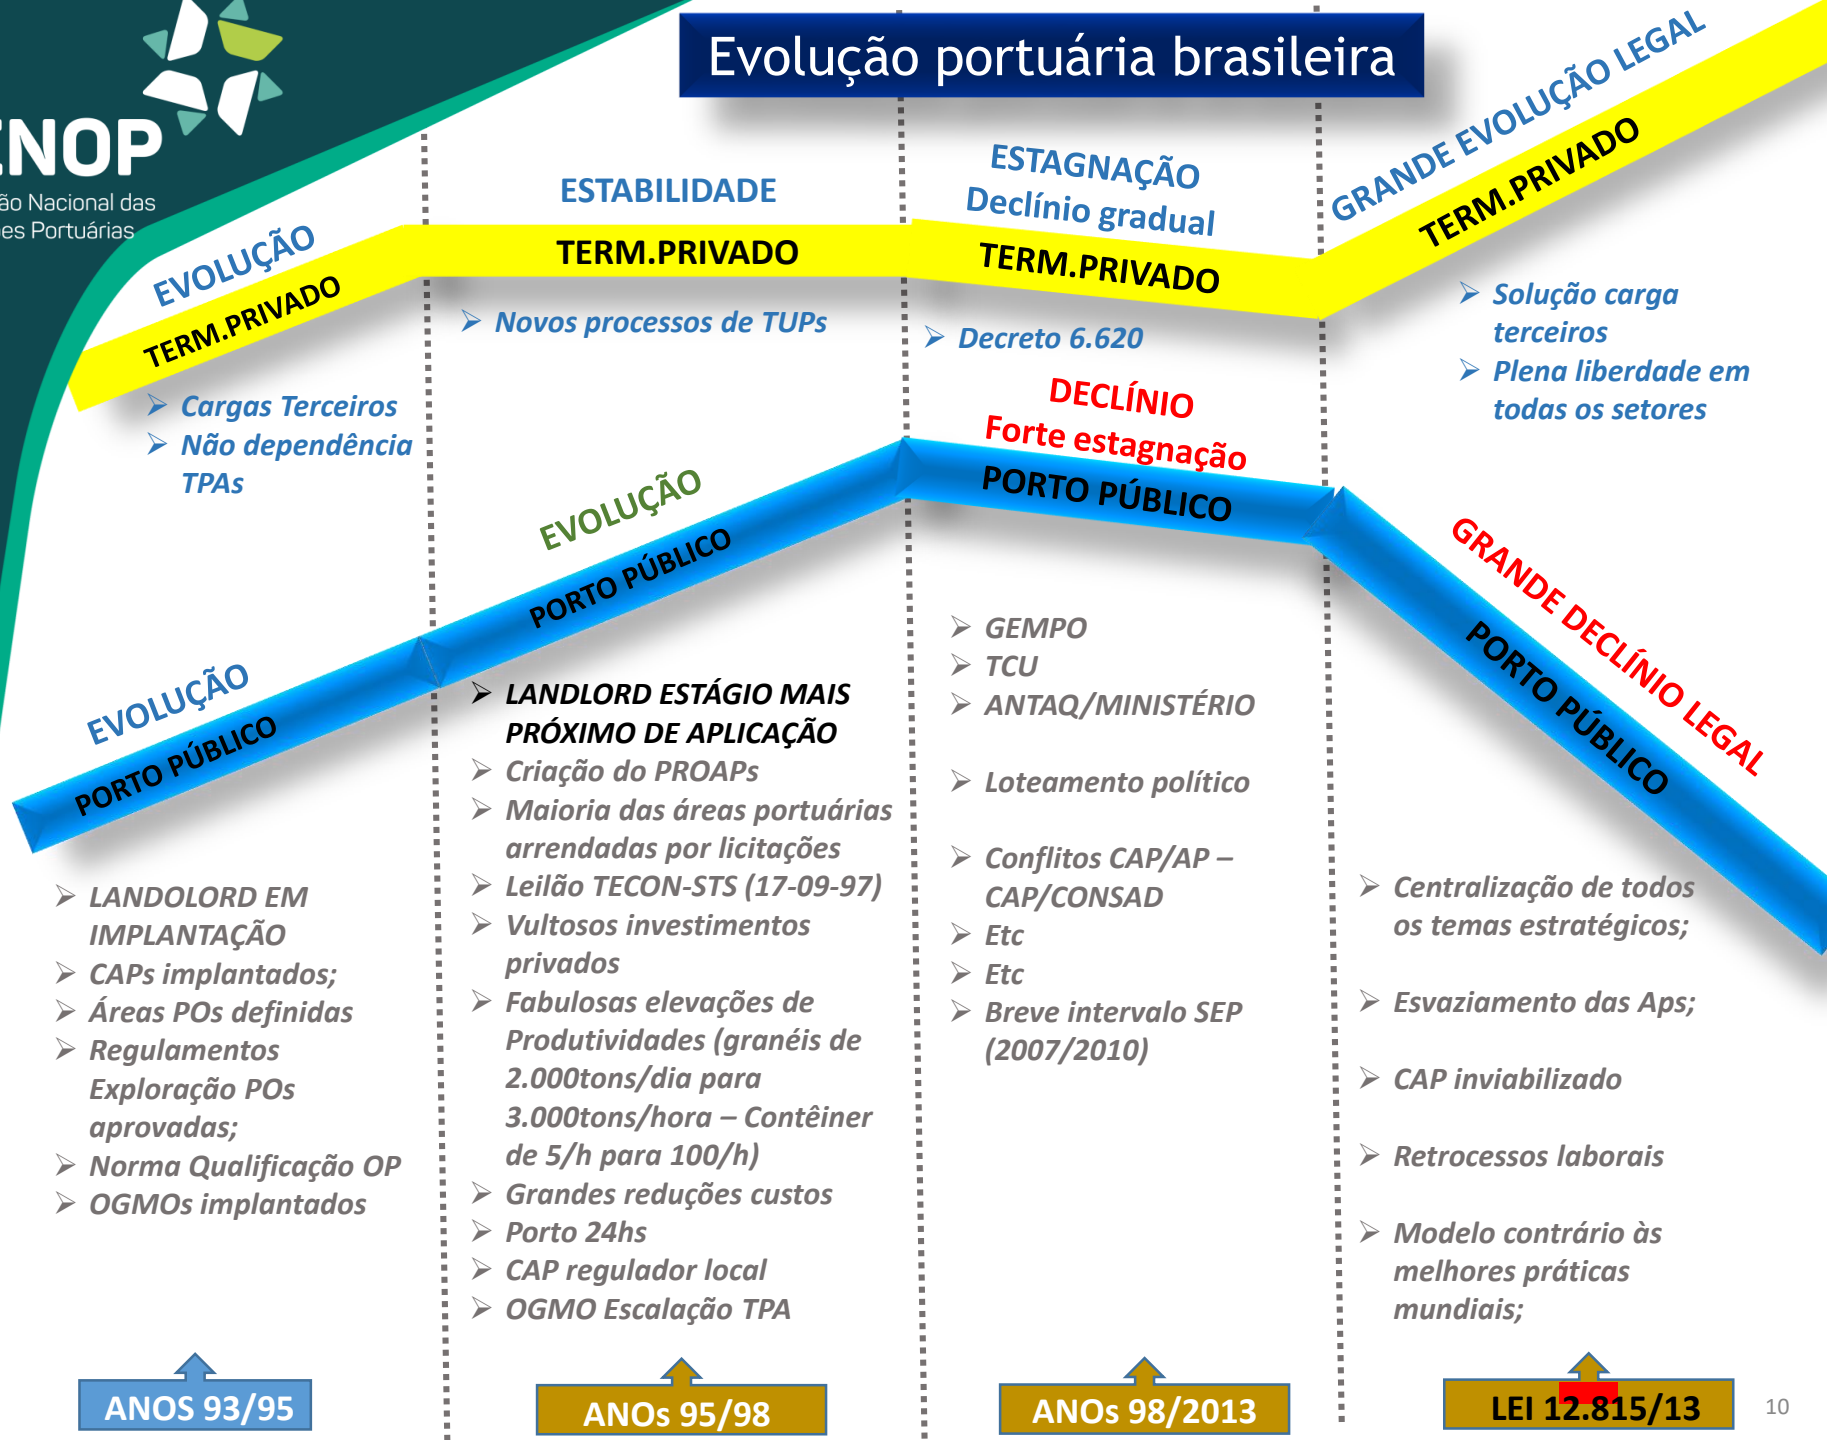 Evolução portuária brasileira
ENOP
ão Nacional das
es Portuárias
EVOLUÇÃO
TERM.PRIVADO
Cargas Terceiros
Não dependência
TPAs
ESTABILIDADE
TERM.PRIVADO
Novos processos de TUPs
ESTAGNAÇÃO
Declínio gradual
TERM.PRIVADO
Decreto 6.620
GRANDE EVOLUÇÃO LEGAL
TERM.PRIVADO
Solução carga
terceiros
Plena liberdade em
todas os setores
EVOLUÇÃO
PORTO PÚBLICO
LANDOLORD EM
IMPLANTAÇÃO
CAPs implantados;
Áreas POs definidas
Regulamentos
Exploração POs
aprovadas;
Norma Qualificação OP
OGMOs implantados
ANOS 93/95
EVOLUÇÃO
PORTO PÚBLICO
LANDLORD ESTÁGIO MAIS
PRÓXIMO DE APLICAÇÃO
Criação do PROAPs
Maioria das áreas portuárias
arrendadas por licitações
Leilão TECON-STS (17-09-97)
Vultosos investimentos
privados
Fabulosas elevações de
Produtividades (granéis de
2.000tons/dia para
3.000tons/hora – Contêiner
de 5/h para 100/h)
Grandes reduções custos
Porto 24hs
CAP regulador local
OGMO Escalação TPA
ANOs 95/98
DECLÍNIO
Forte estagnação
PORTO PÚBLICO
GEMPO
TCU
ANTAQ/MINISTÉRIO
Loteamento político
Conflitos CAP/AP –
CAP/CONSAD
Etc
Etc
Breve intervalo SEP
(2007/2010)
ANOs 98/2013
GRANDE DECLÍNIO LEGAL
PORTO PÚBLICO
Centralização de todos
os temas estratégicos;
Esvaziamento das Aps;
CAP inviabilizado
Retrocessos laborais
Modelo contrário às
melhores práticas
mundiais;
LEI 12.815/13
10